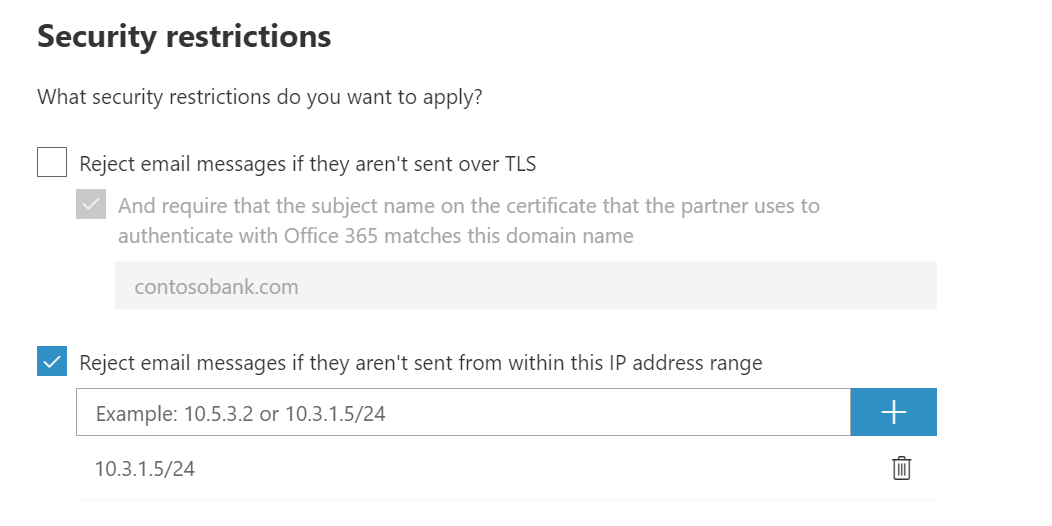 Security restrictions
What security restrictions do you want to apply?
Reject email messages if they aren't sent over TLS
And require that the subject name on the certificate that the partner uses to
authenticate with Office 365 matches this domain name
contosobank.com
Reject email messages if they aren't sent from within this IP address range
Example: 10.5.3.2 or 10.3.1.5/24
10.3.1.5/24